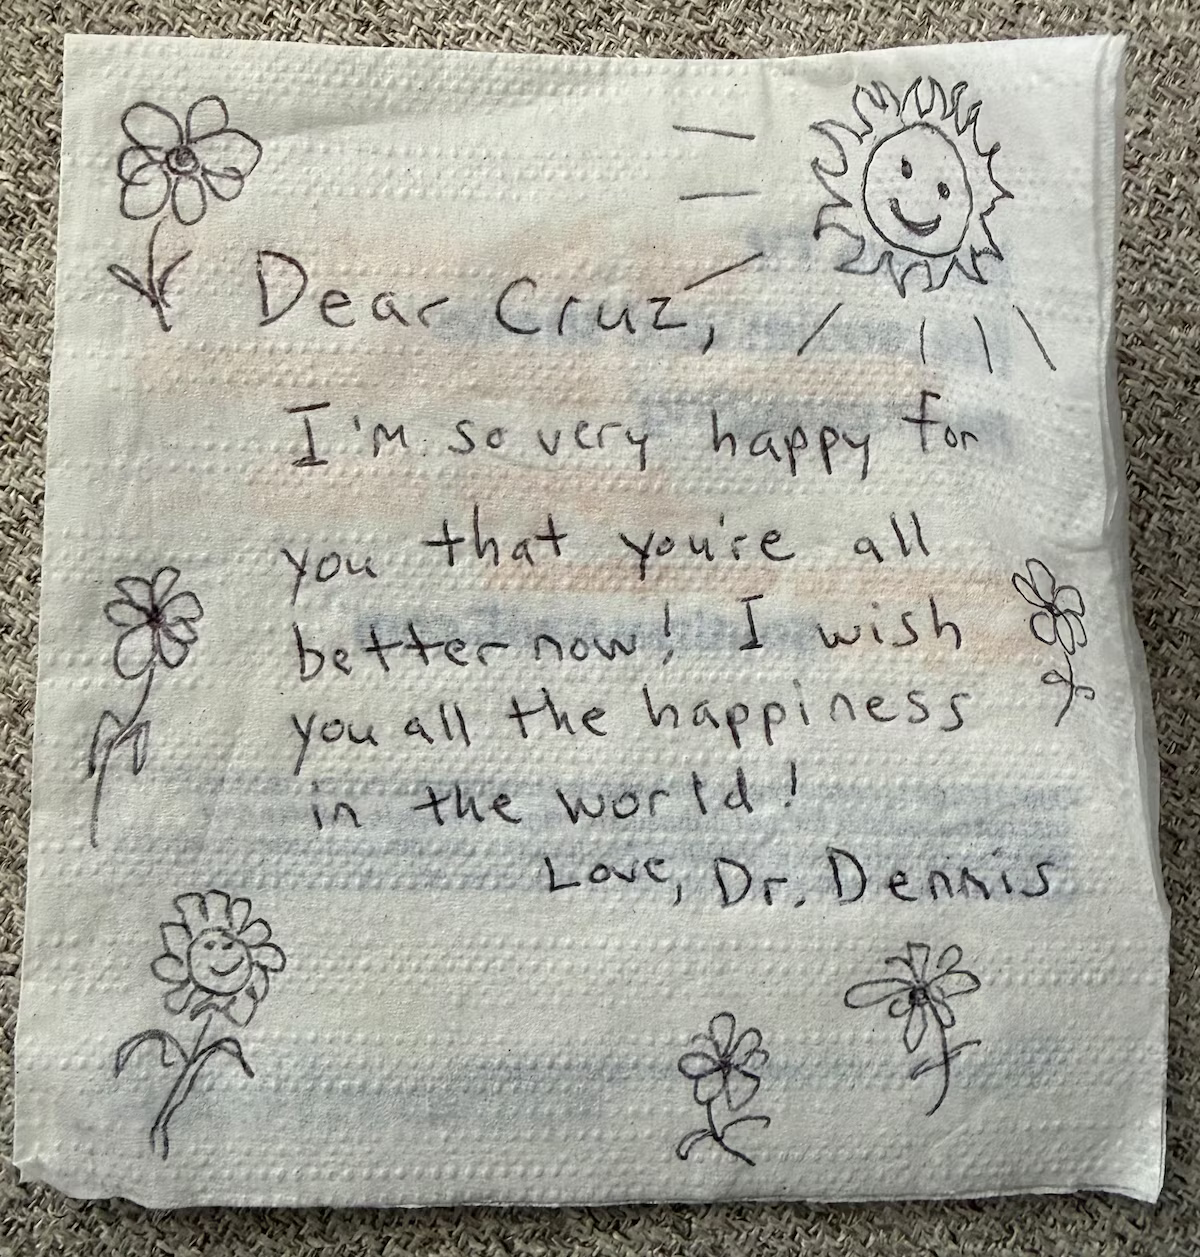 Dear Cruz,
I'm so very happy for
you that you're all
better now! I wish
you all the happiness
in the world!
Love, Dr. Dennis